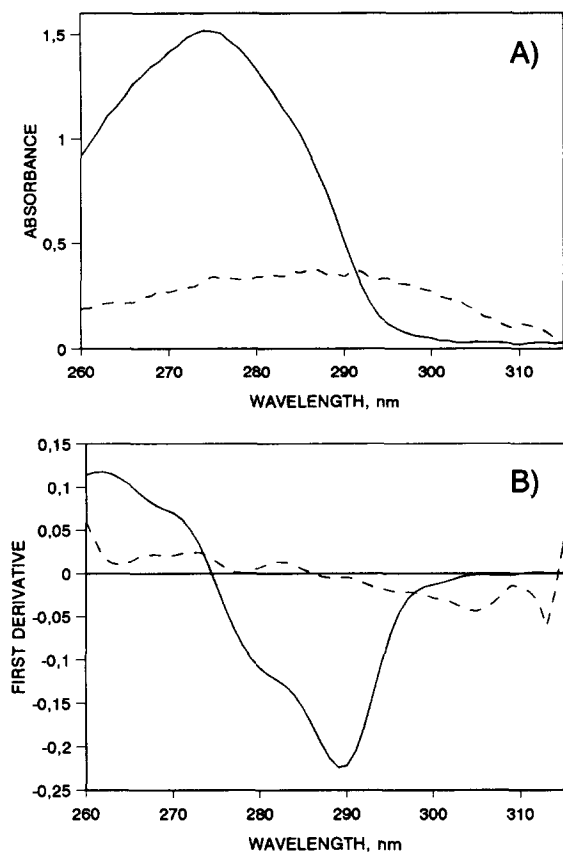 A)
1,5
1
0,5
0
ABSORBANCE
260 270 280 290 300 310
WAVELENGTH, nm
B)
0,15
0,1
0,05
0
-0,05
-0,1
-0,15
-0,2
-0,25
FIRST DERIVATIVE
260 270 280 290 300 310
WAVELENGTH, nm